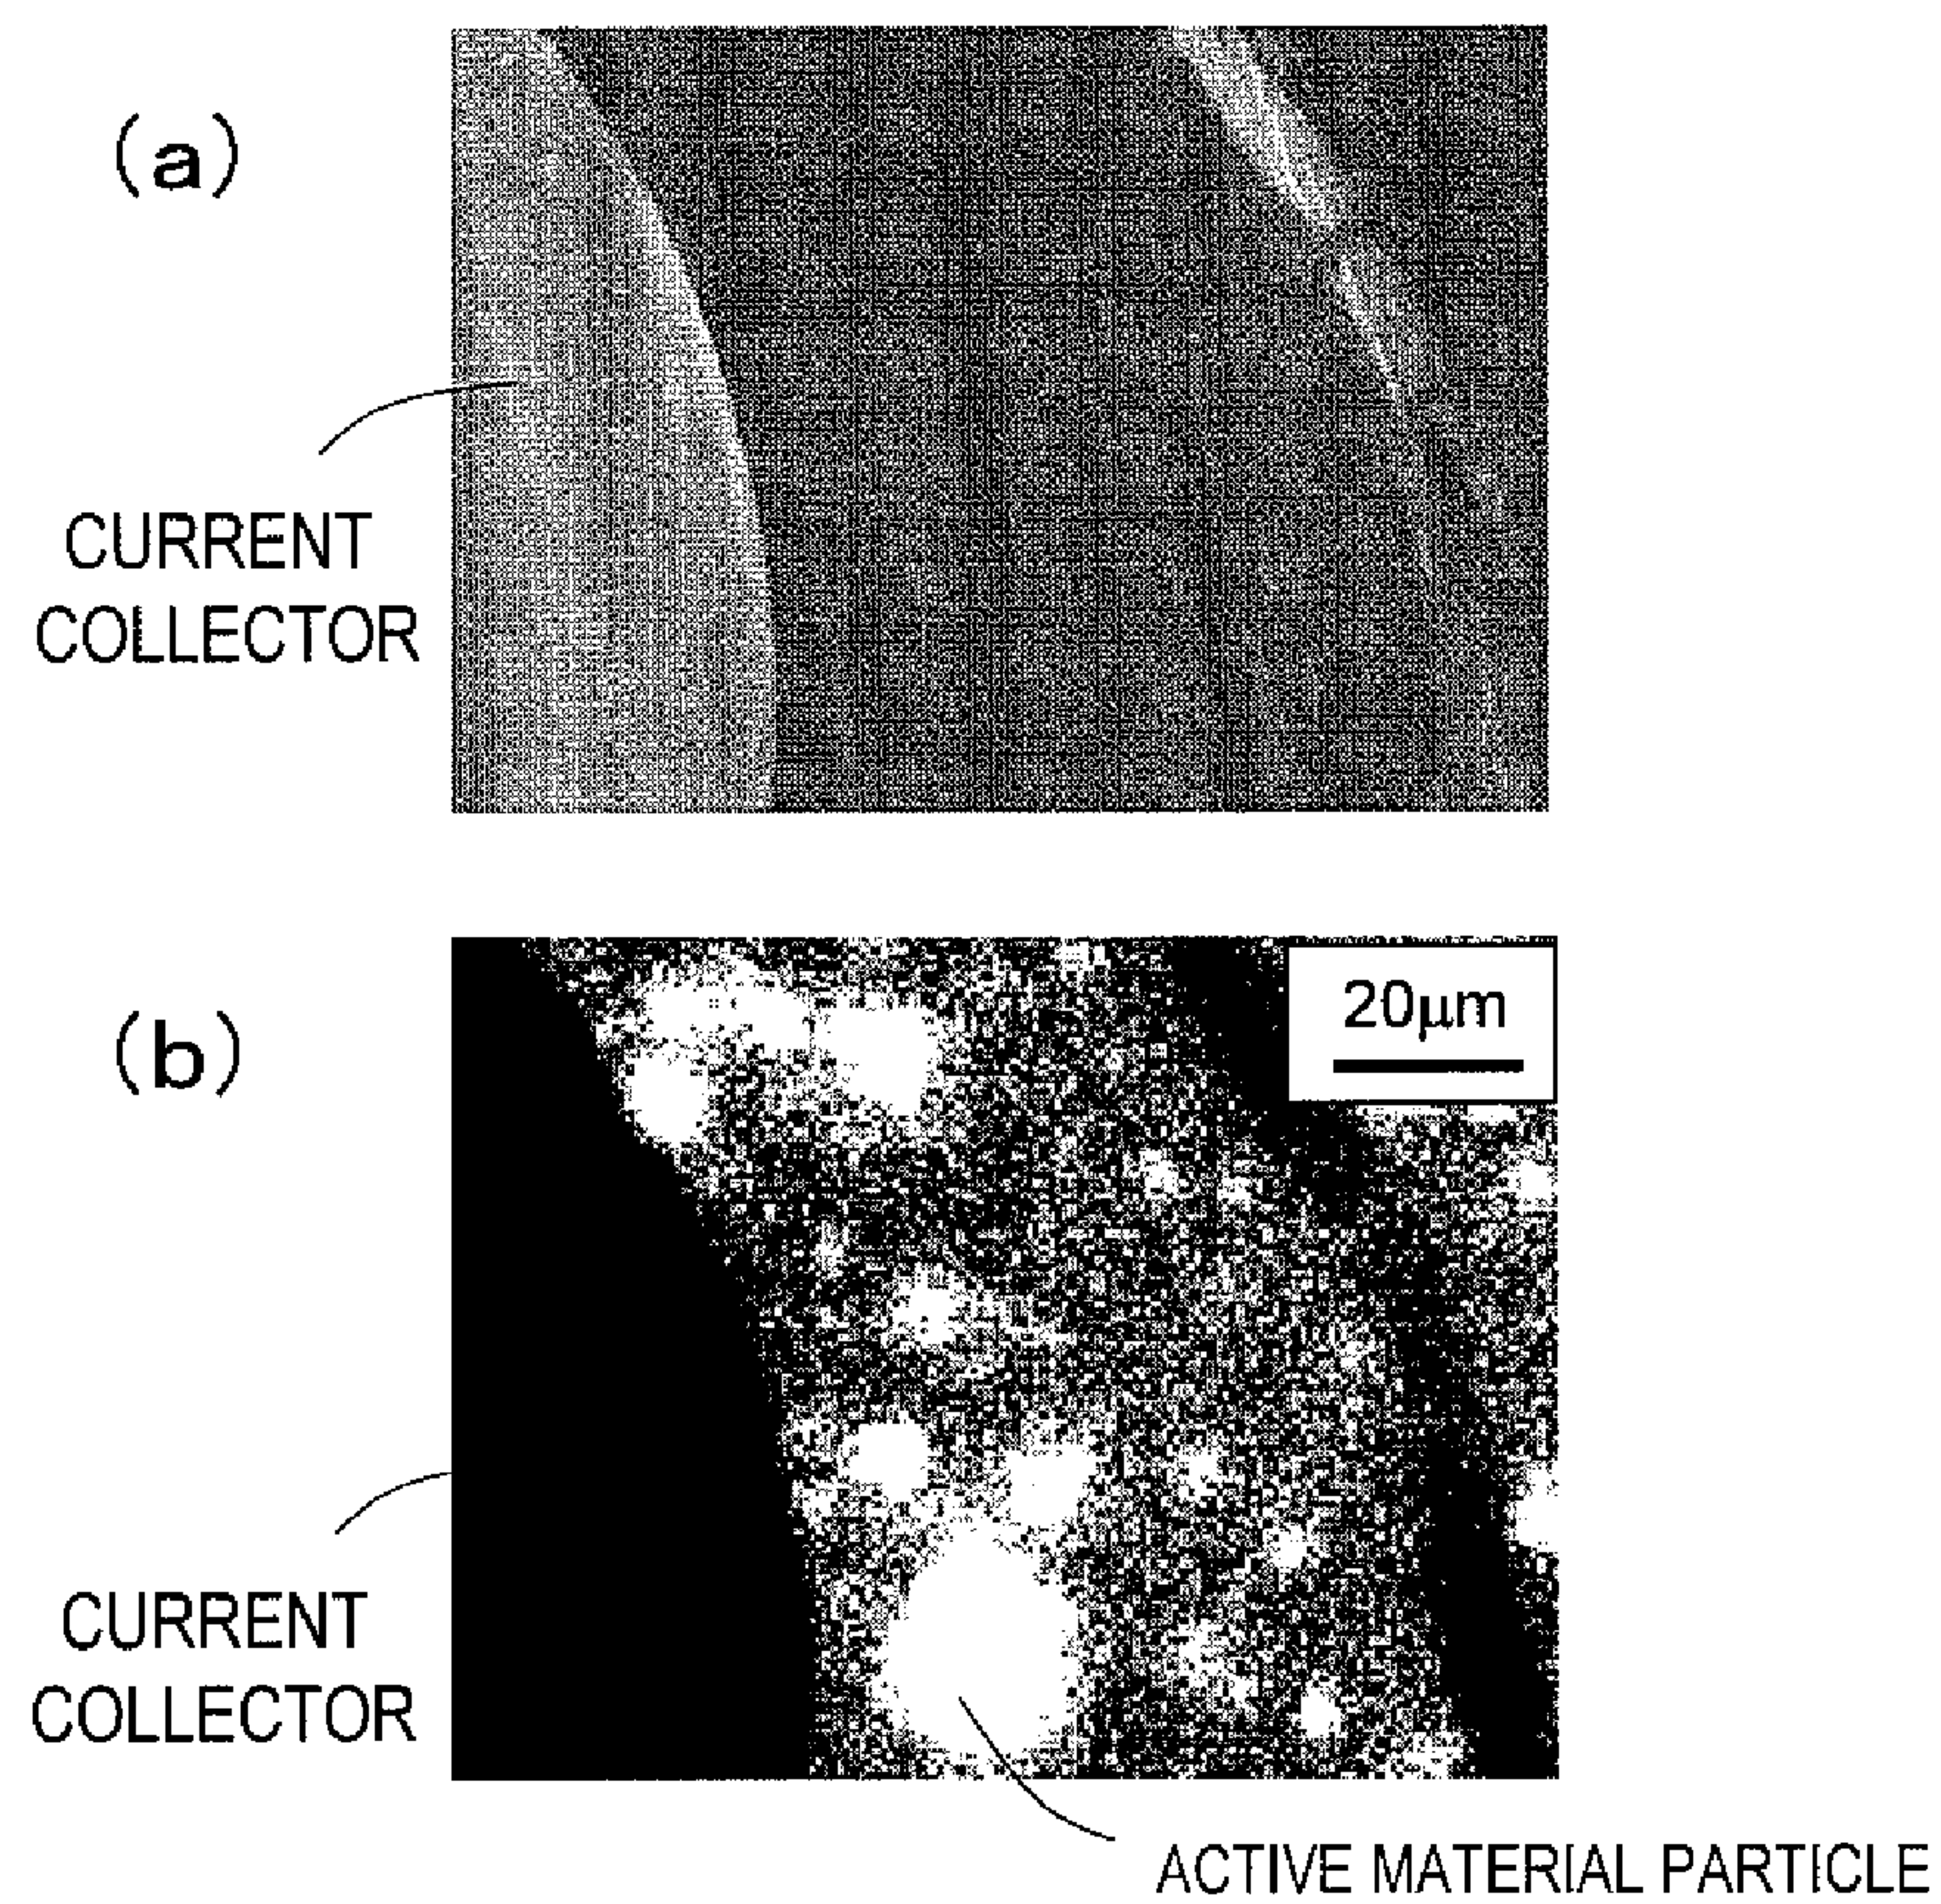 (a)
CURRENT
COLLECTOR
(b)
20μm
CURRENT
COLLECTOR
ACTIVE MATERIAL PARTICLE